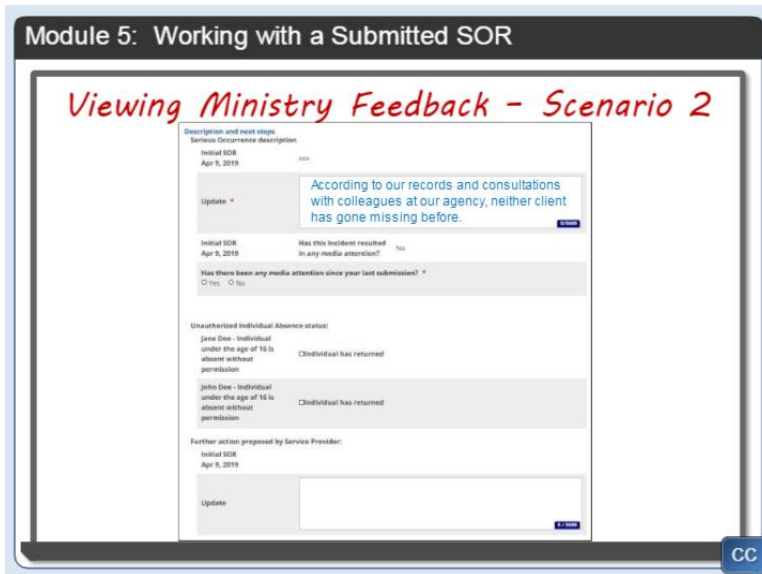 Module 5: Working with a Submitted SOR
Viewing Ministry Feedback - Scenario 2
Description and next steps
Serious Occurrence description
Initial SOR
Apr 9, 2019
xxx
Update *
According to our records and consultations
with colleagues at our agency, neither client
has gone missing before.
Initial SOR
Apr 9, 2019
Has this incident resulted
in any media attention?
No
Has there been any media attention since your last submission? *
Yes No
Unauthorized Individual Absence status:
Jane Doe - Individual
under the age of 16 is
absent without
permission
Individual has returned
John Doe - Individual
under the age of 16 is
absent without
permission
Individual has returned
Further action proposed by Service Provider:
Initial SOR
Apr 9, 2019
Update
CC